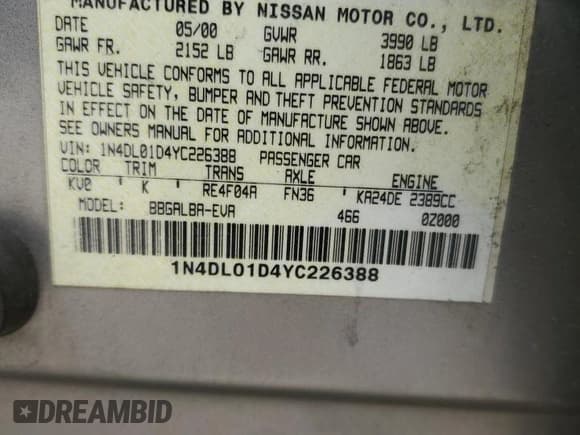 MANUFACTURED BY NISSAN MOTOR CO., LTD.
DATE 05/00 GVWR 3990 LB
GAWR FR. 2152 LB GAWR RR. 1863 LB
THIS VEHICLE CONFORMS TO ALL APPLICABLE FEDERAL MOTOR
VEHICLE SAFETY, BUMPER AND THEFT PREVENTION STANDARDS
IN EFFECT ON THE DATE OF MANUFACTURE SHOWN ABOVE.
SEE OWNERS MANUAL FOR ADDITIONAL INFORMATION.
VIN: 1N4DL01D4YC226388 PASSENGER CAR
COLOR TRIM TRANS AXLE ENGINE
KV0 K RE4F04A FN36 KA24DE 2389CC
MODEL: BBGALBA-EVA 466 0Z000
1N4DL01D4YC226388
DREAMBID